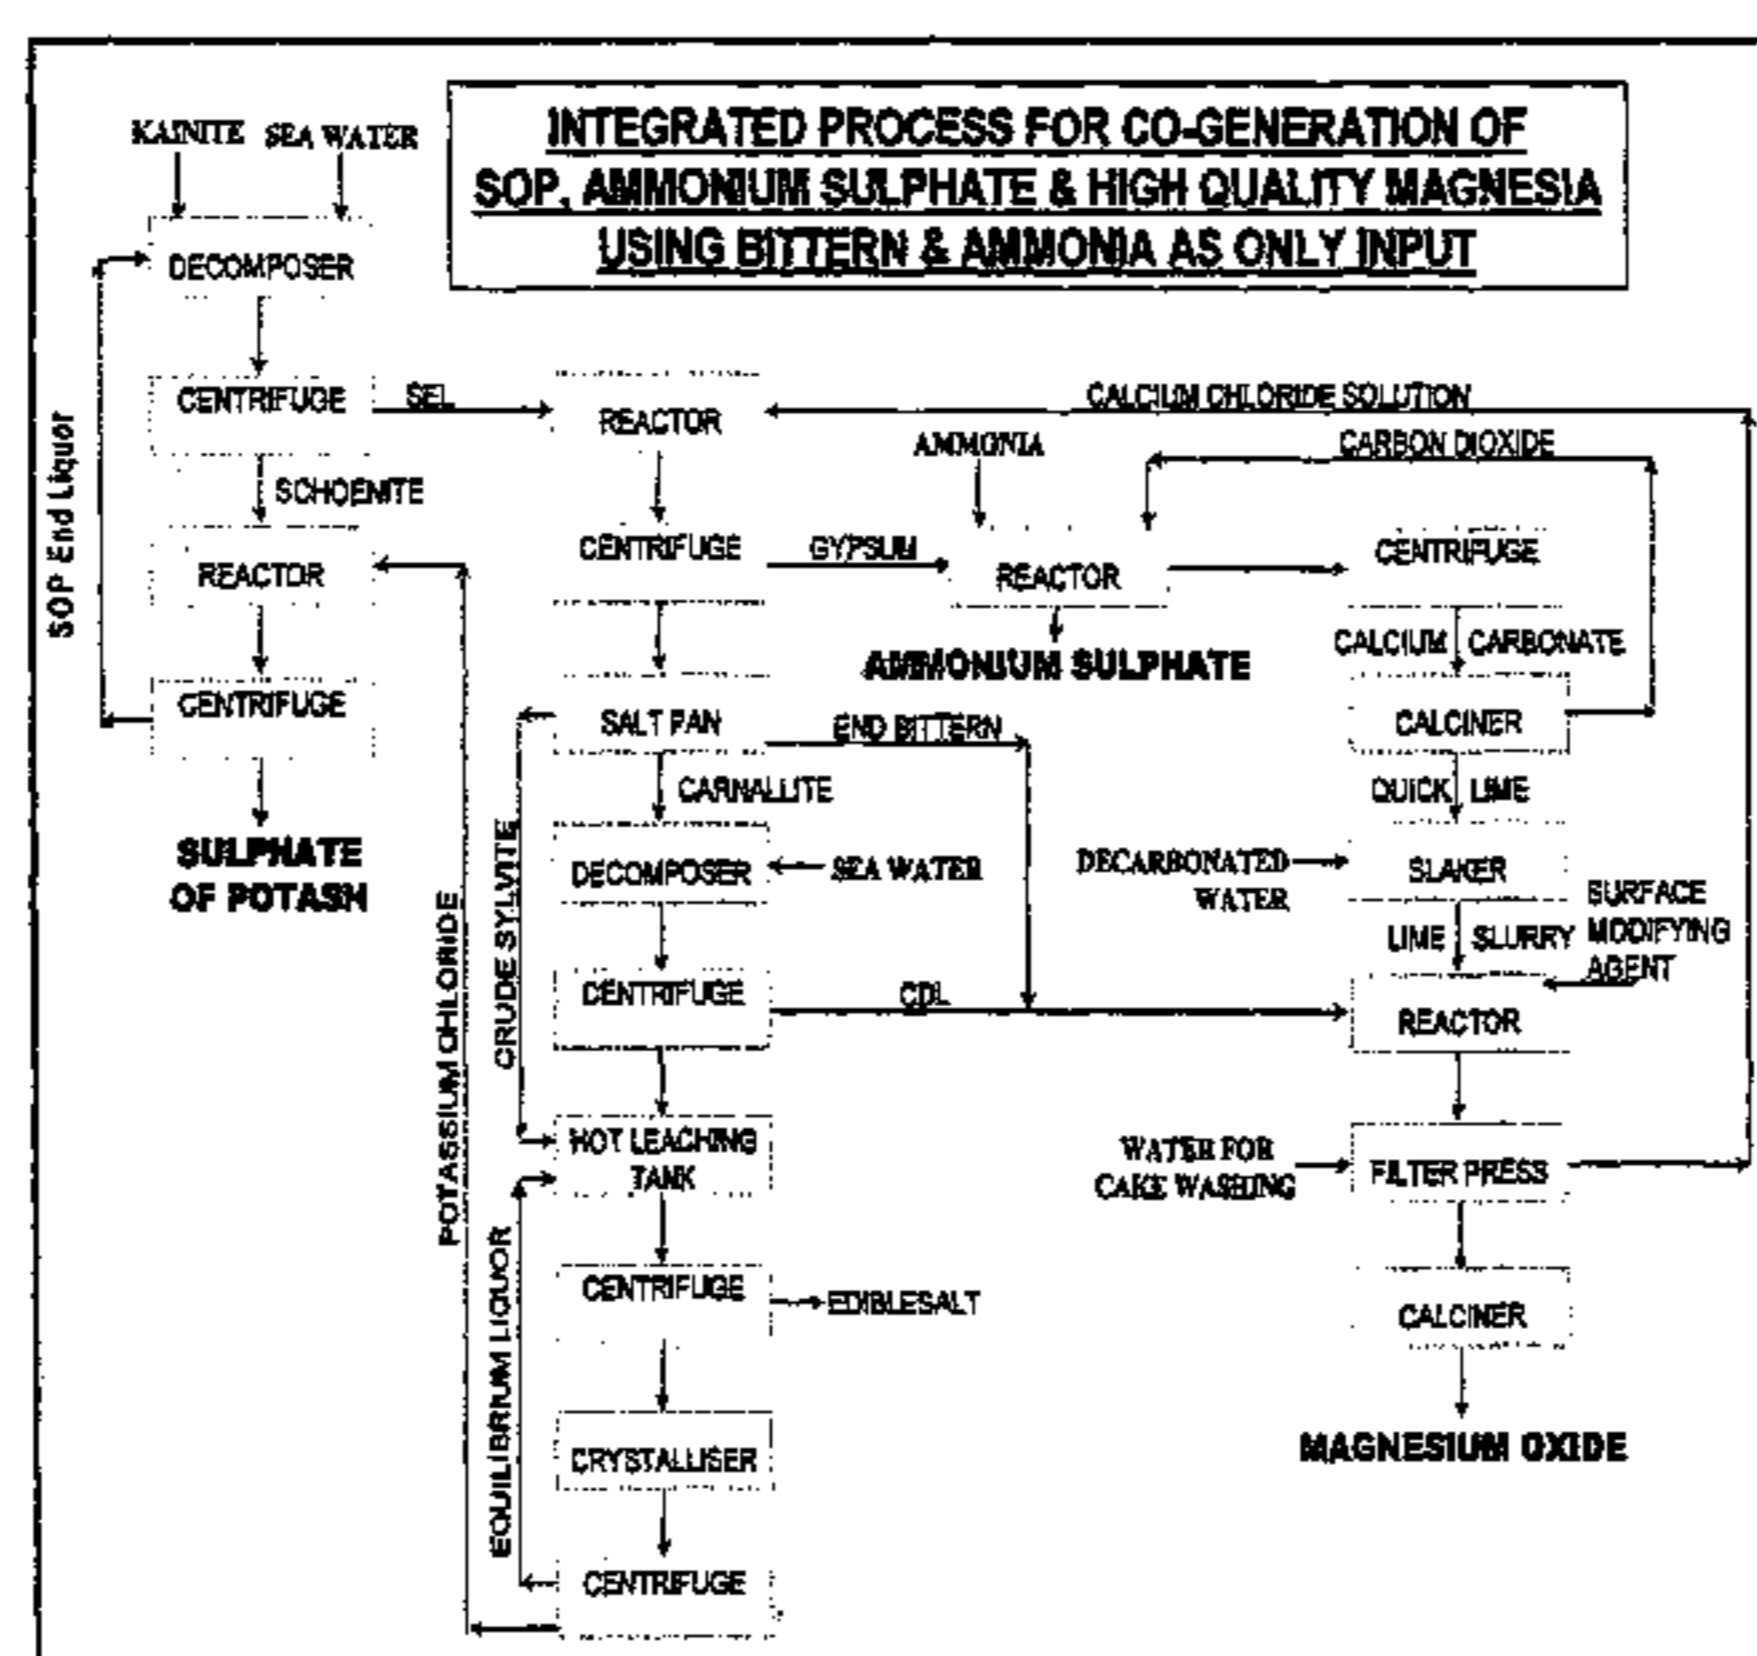 INTEGRATED PROCESS FOR CO-GENERATION OF
SOP, AMMONIUM SULPHATE & HIGH QUALITY MAGNESIA
USING BITTERN & AMMONIA AS ONLY INPUT
KAINITE
SEA WATER
DECOMPOSER
CENTRIFUGE
SEL
SCHOENITE
REACTOR
CENTRIFUGE
SOP End Liquor
SULPHATE
OF POTASH
REACTOR
CALCIUM CHLORIDE SOLUTION
AMMONIA
CARBON DIOXIDE
CENTRIFUGE
GYPSUM
REACTOR
CENTRIFUGE
AMMONIUM SULPHATE
CALCIUM CARBONATE
SALT PAN
END BITTERN
CALCINER
CARNALLITE
QUICK LIME
DECOMPOSER
SEA WATER
DECARBONATED
WATER
SLAKER
LIME SLURRY
SURFACE
MODIFYING
AGENT
CENTRIFUGE
CDL
REACTOR
CRUDE SYLVITE
POTASSIUM CHLORIDE
HOT LEACHING
TANK
WATER FOR
CAKE WASHING
FILTER PRESS
CENTRIFUGE
EDIBLESALT
CALCINER
EQUILIBRIUM LIQUOR
CRYSTALLISER
MAGNESIUM OXIDE
CENTRIFUGE